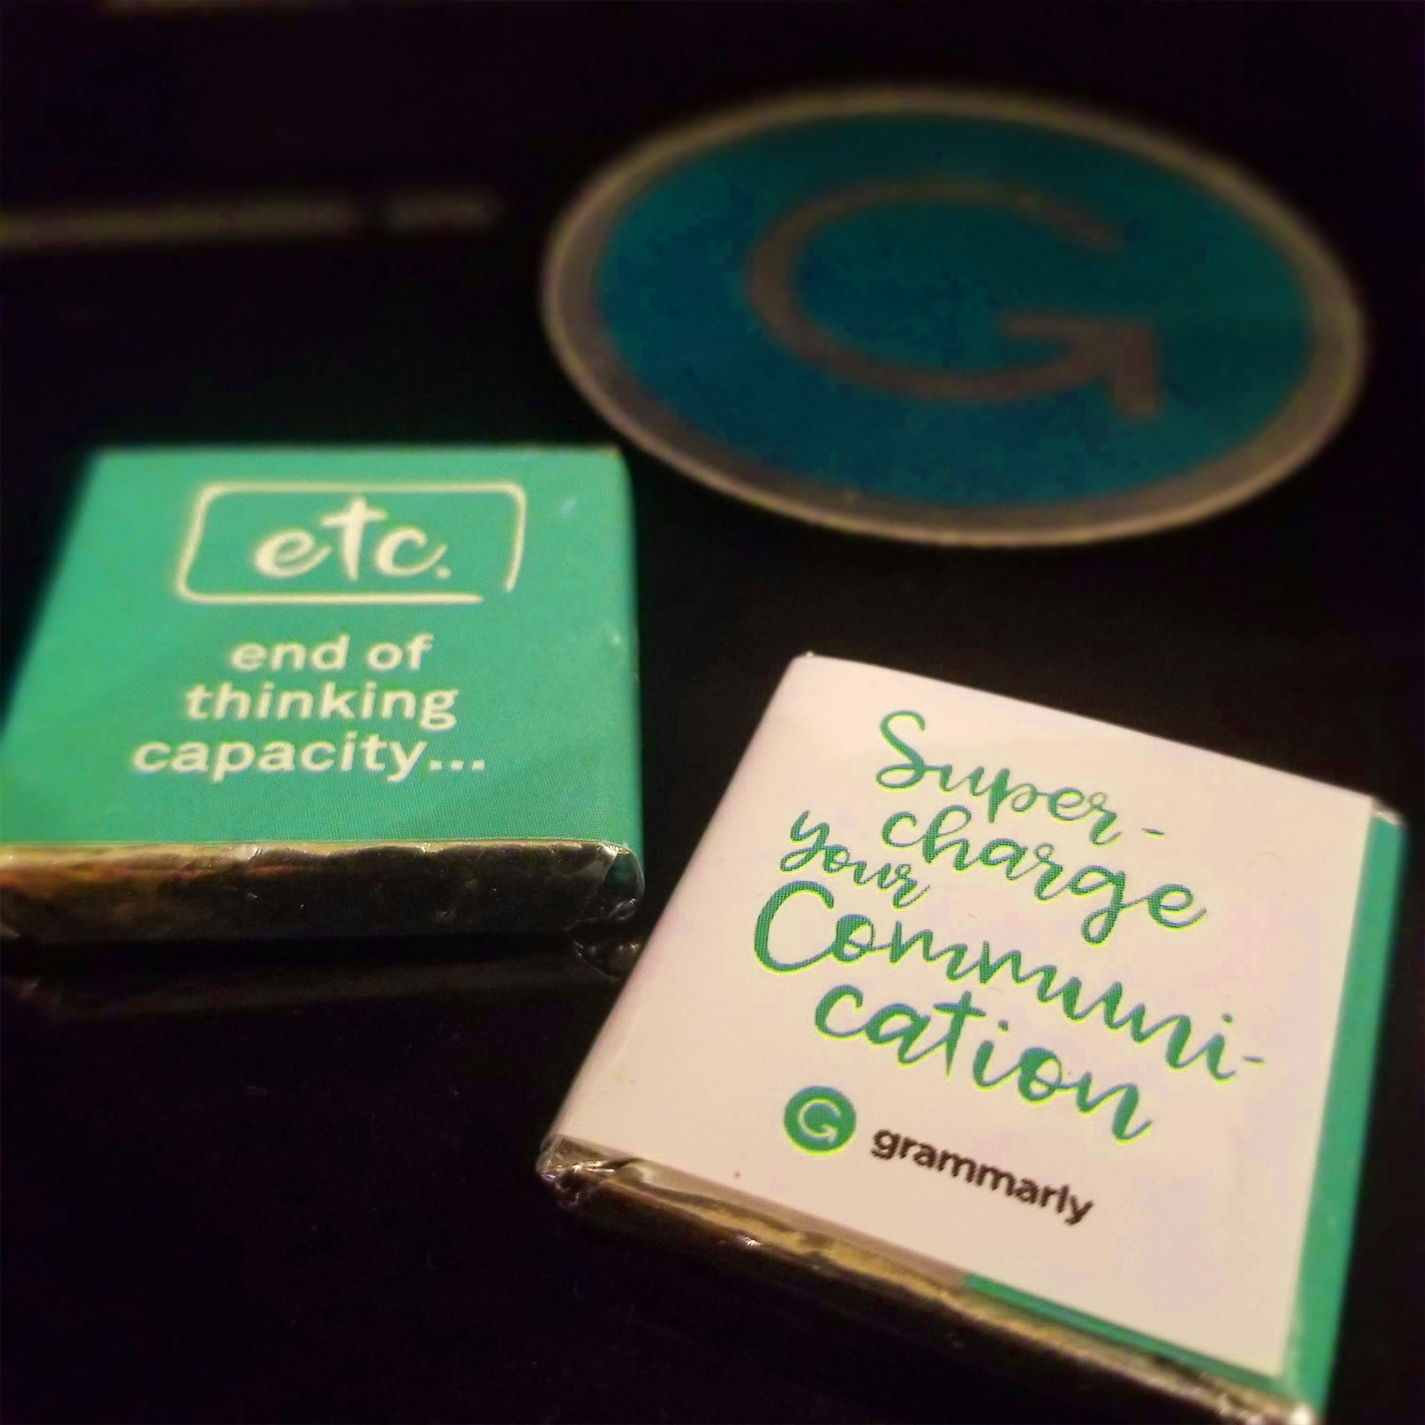 G
etc.
end of
thinking
capacity...
Super-
charge
your
Communi-
cation
G grammarly